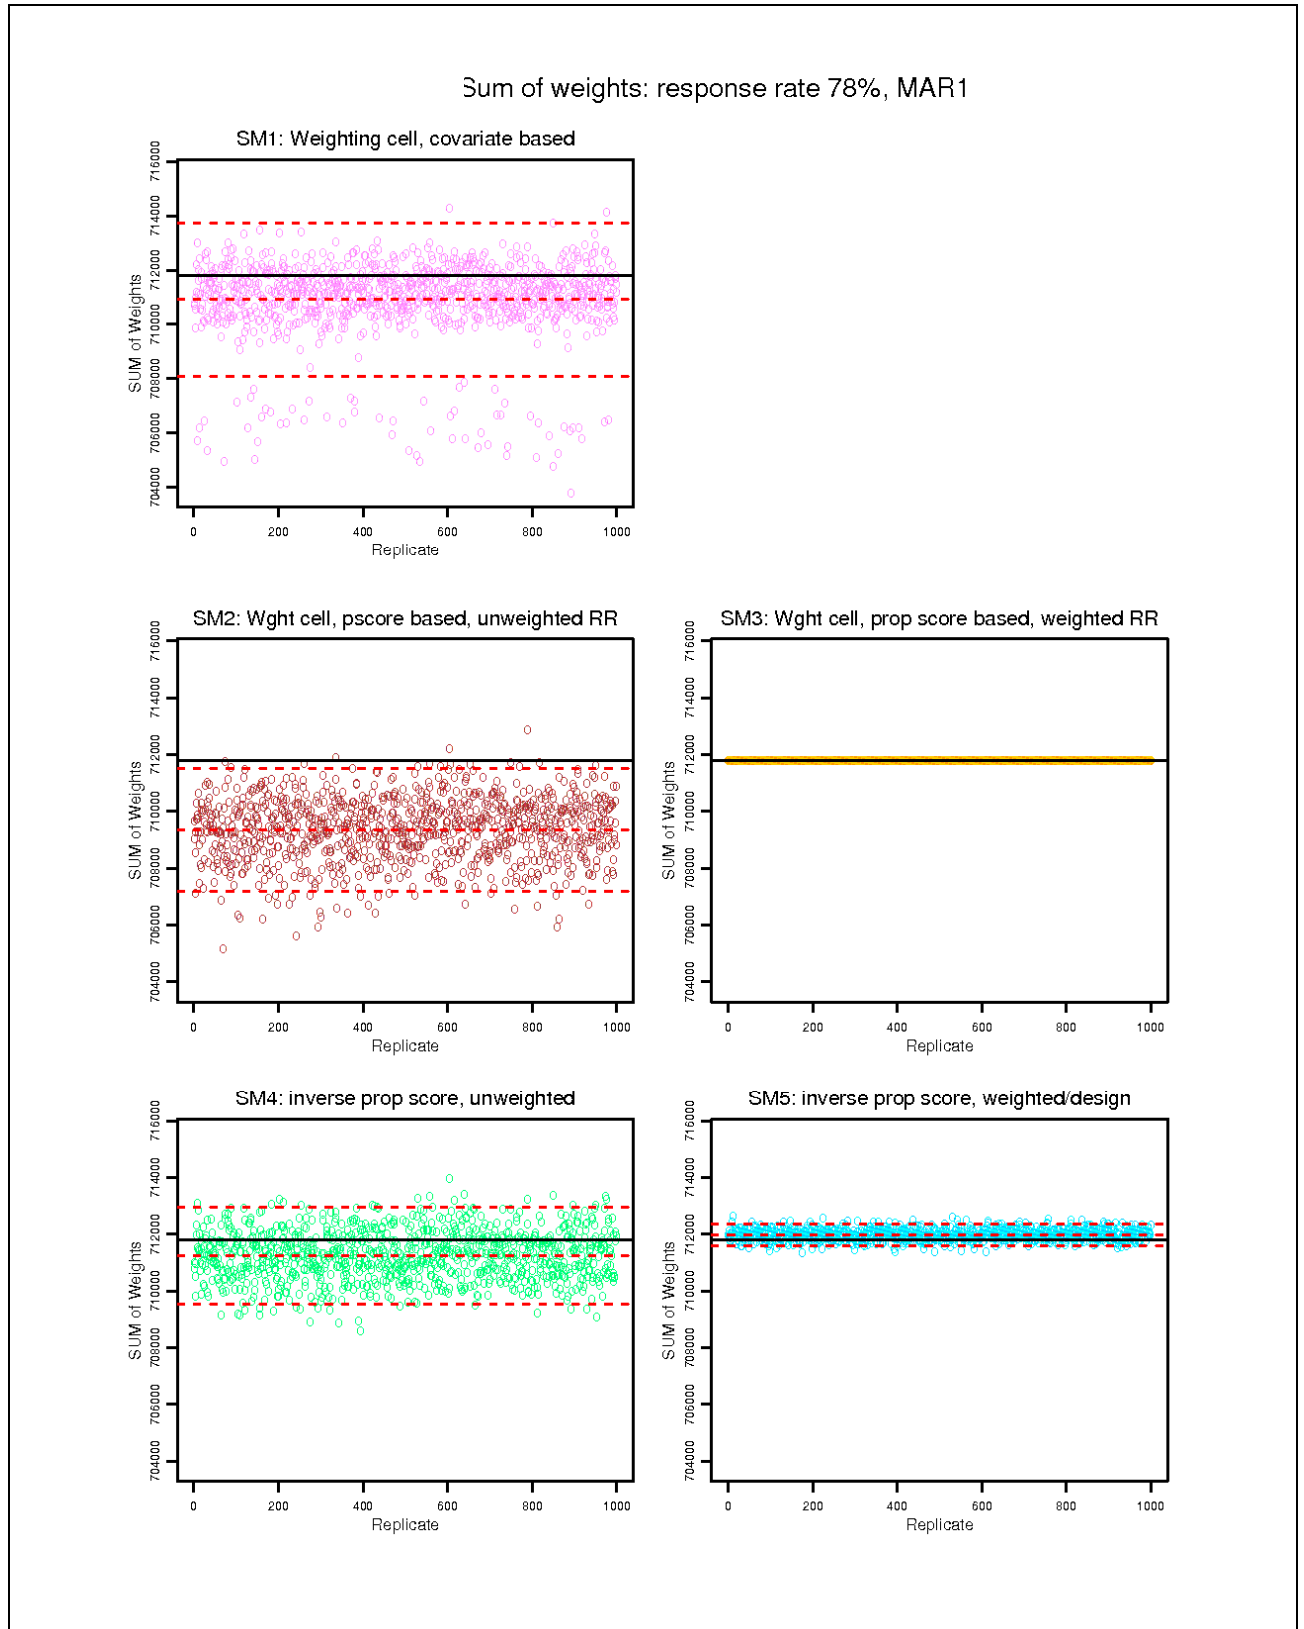 Sum of weights: response rate 78%, MAR1
SM1: Weighting cell, covariate based
716000
714000
712000
710000
708000
706000
704000
SUM of Weights
0 200 400 600 800 1000
Replicate
SM2: Wght cell, pscore based, unweighted RR
716000
714000
712000
710000
708000
706000
704000
SUM of Weights
0 200 400 600 800 1000
Replicate
SM3: Wght cell, prop score based, weighted RR
716000
714000
712000
710000
708000
706000
704000
SUM of Weights
0 200 400 600 800 1000
Replicate
SM4: inverse prop score, unweighted
716000
714000
712000
710000
708000
706000
704000
SUM of Weights
0 200 400 600 800 1000
Replicate
SM5: inverse prop score, weighted/design
716000
714000
712000
710000
708000
706000
704000
SUM of Weights
0 200 400 600 800 1000
Replicate